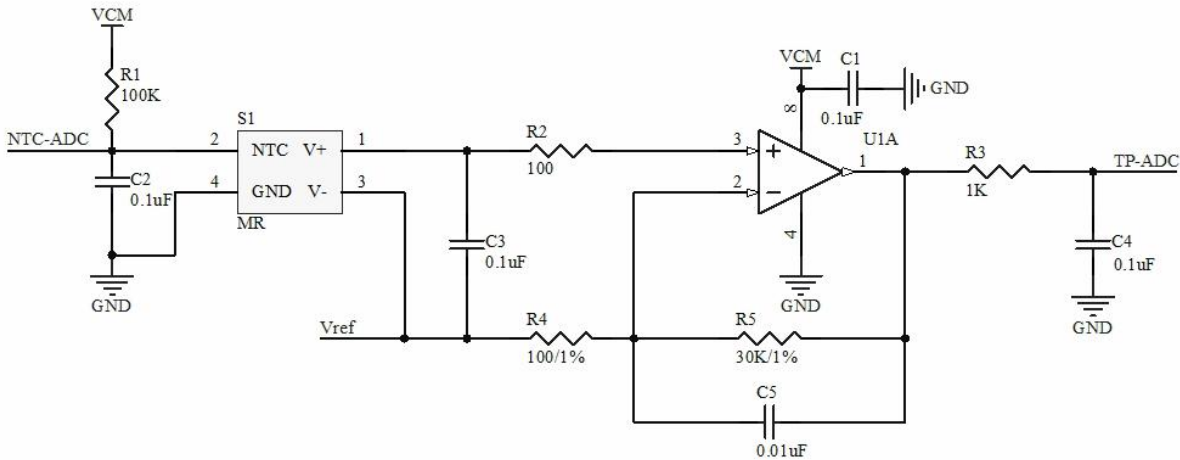 VCM
R1
100K
NTC-ADC
C2
0.1uF
GND
S1
2
4
NTC V+
GND V-
MR
1
3
C3
0.1uF
Vref
R2
100
R4
100/1%
VCM
C1
0.1uF
GND
8
U1A
3
+
2
−
1
4
GND
R5
30K/1%
C5
0.01uF
R3
1K
TP-ADC
C4
0.1uF
GND